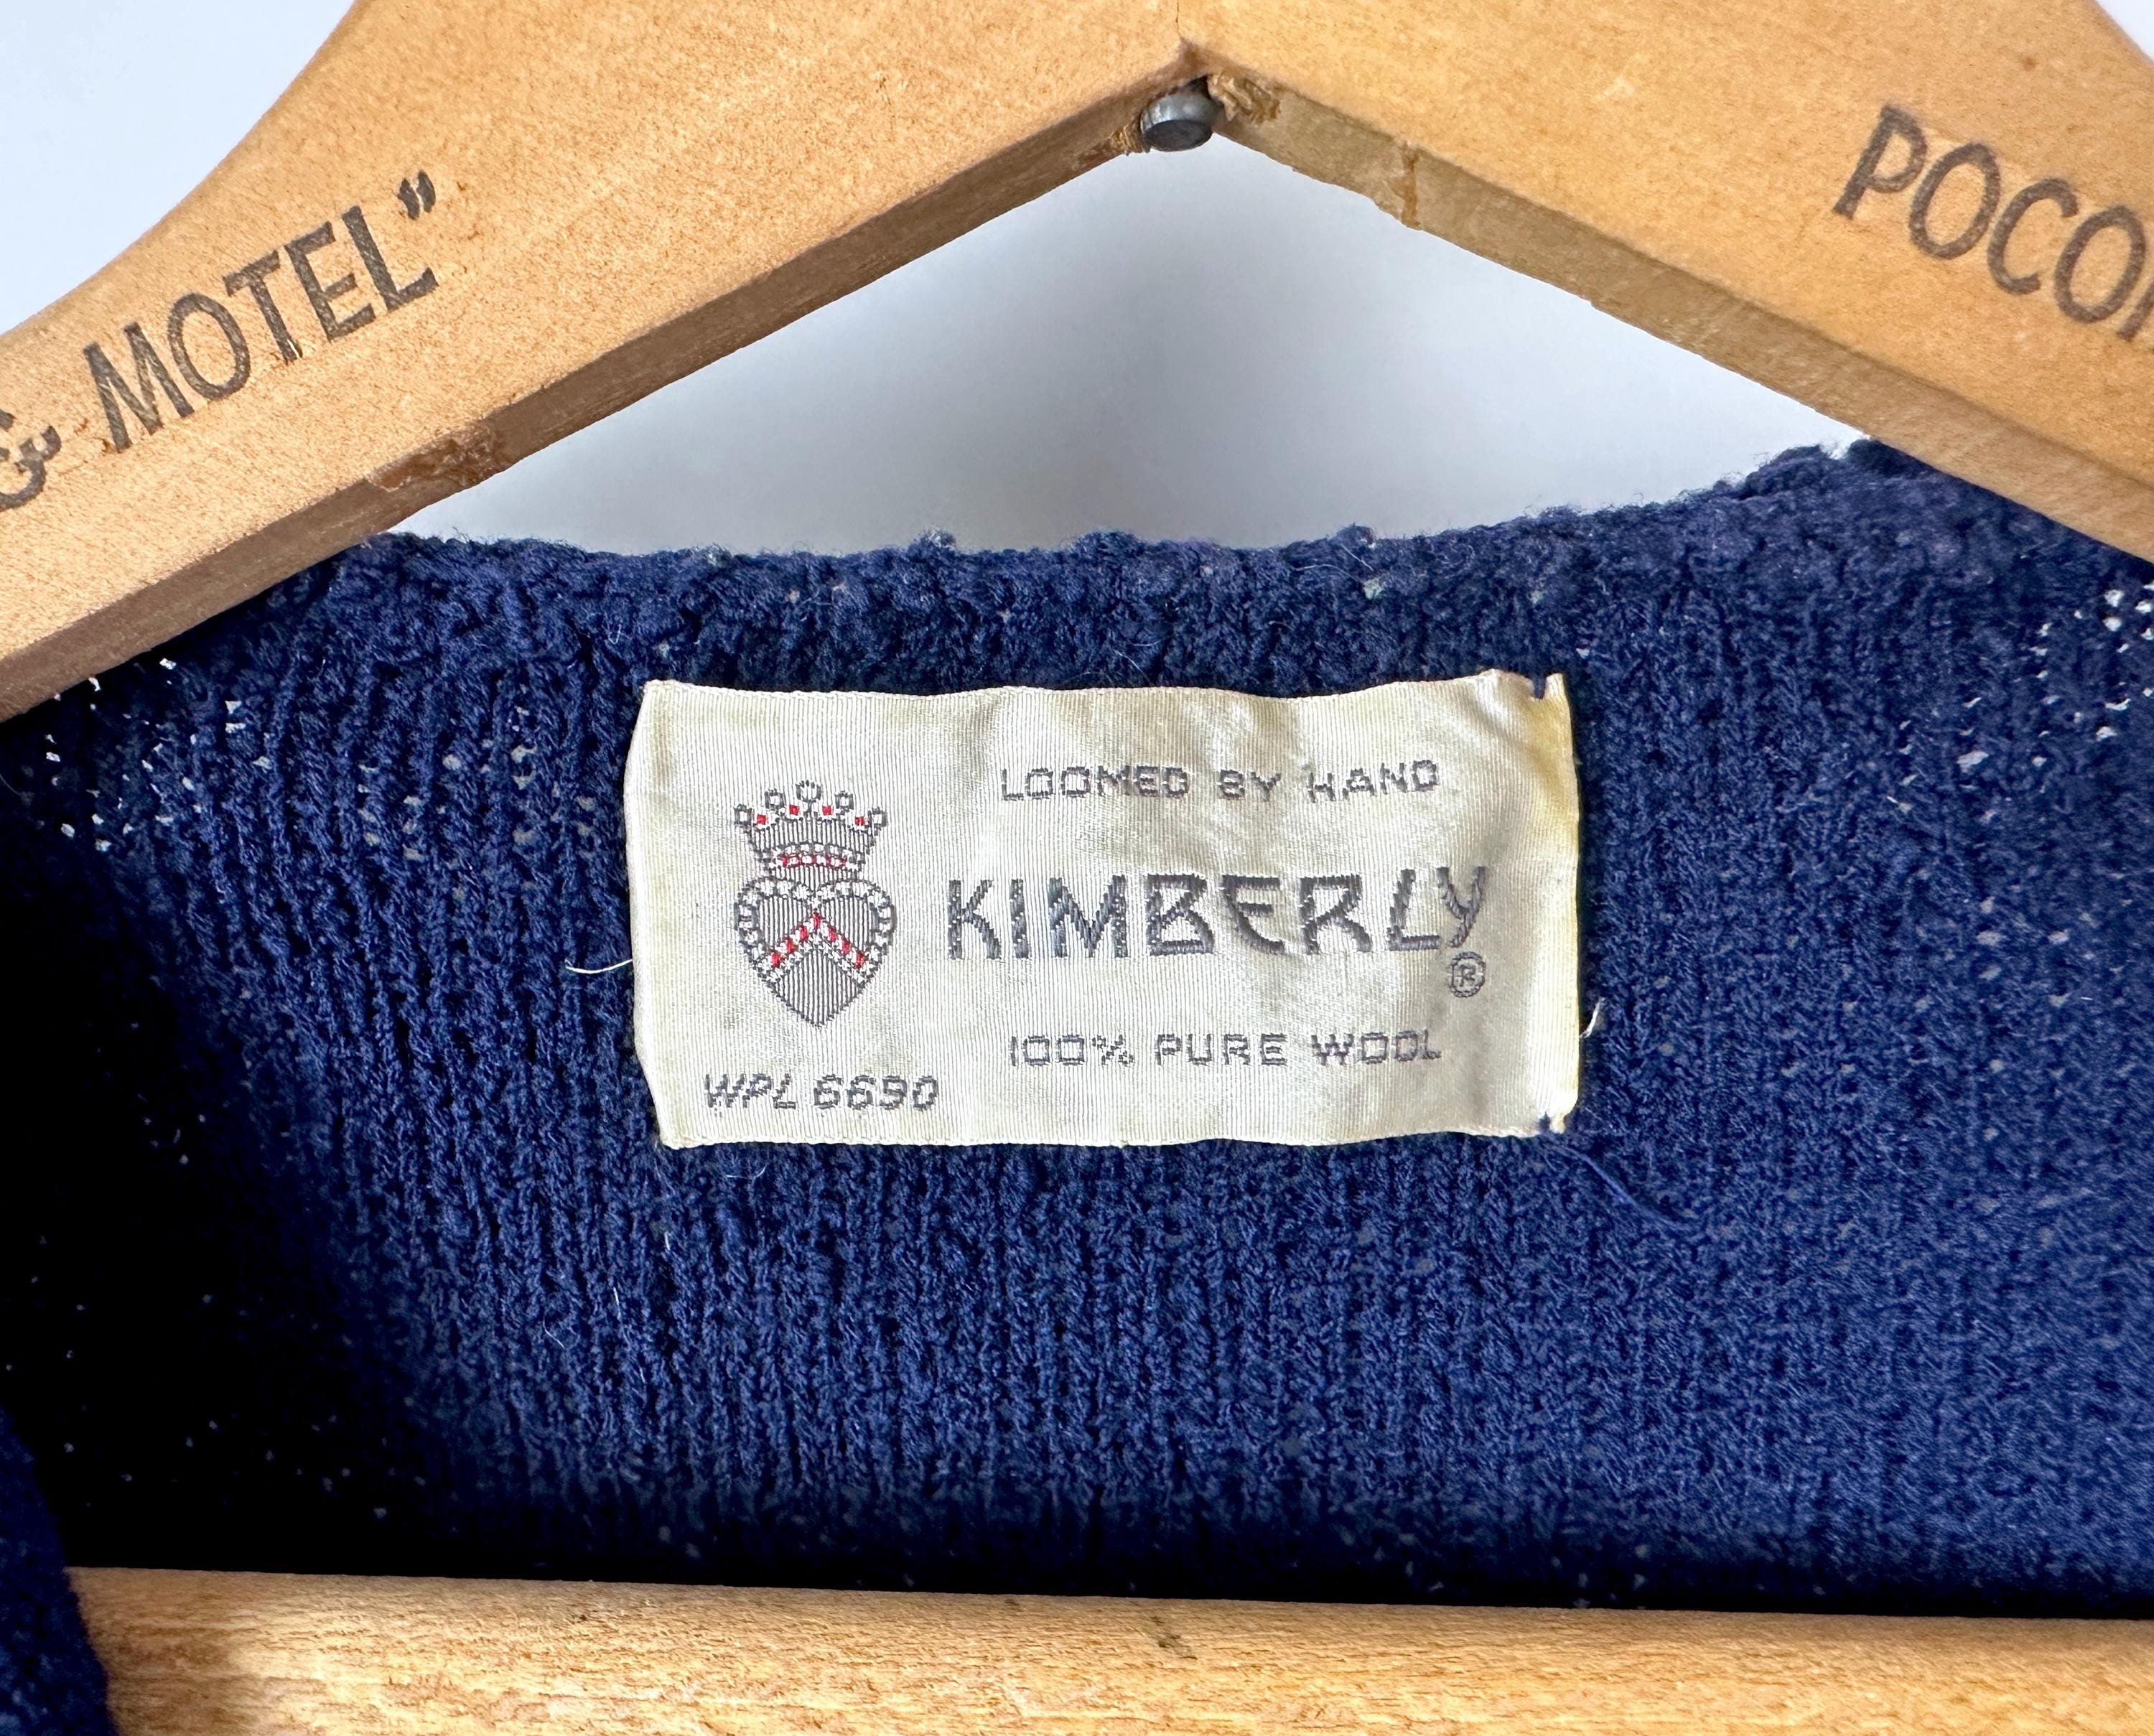 & MOTEL"
POCO
LOOMED BY HAND
KIMBERLY
®
100% PURE WOOL
WPL 6690